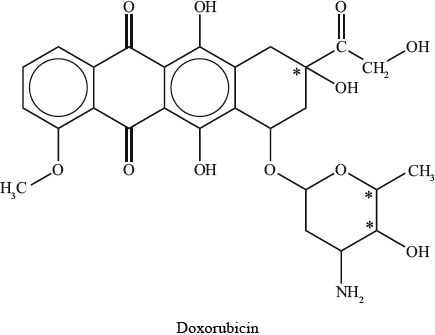 O OH O
OH
* CH₂
OH
O OH
O O O CH₃
H₃C *
*
OH
NH₂
Doxorubicin